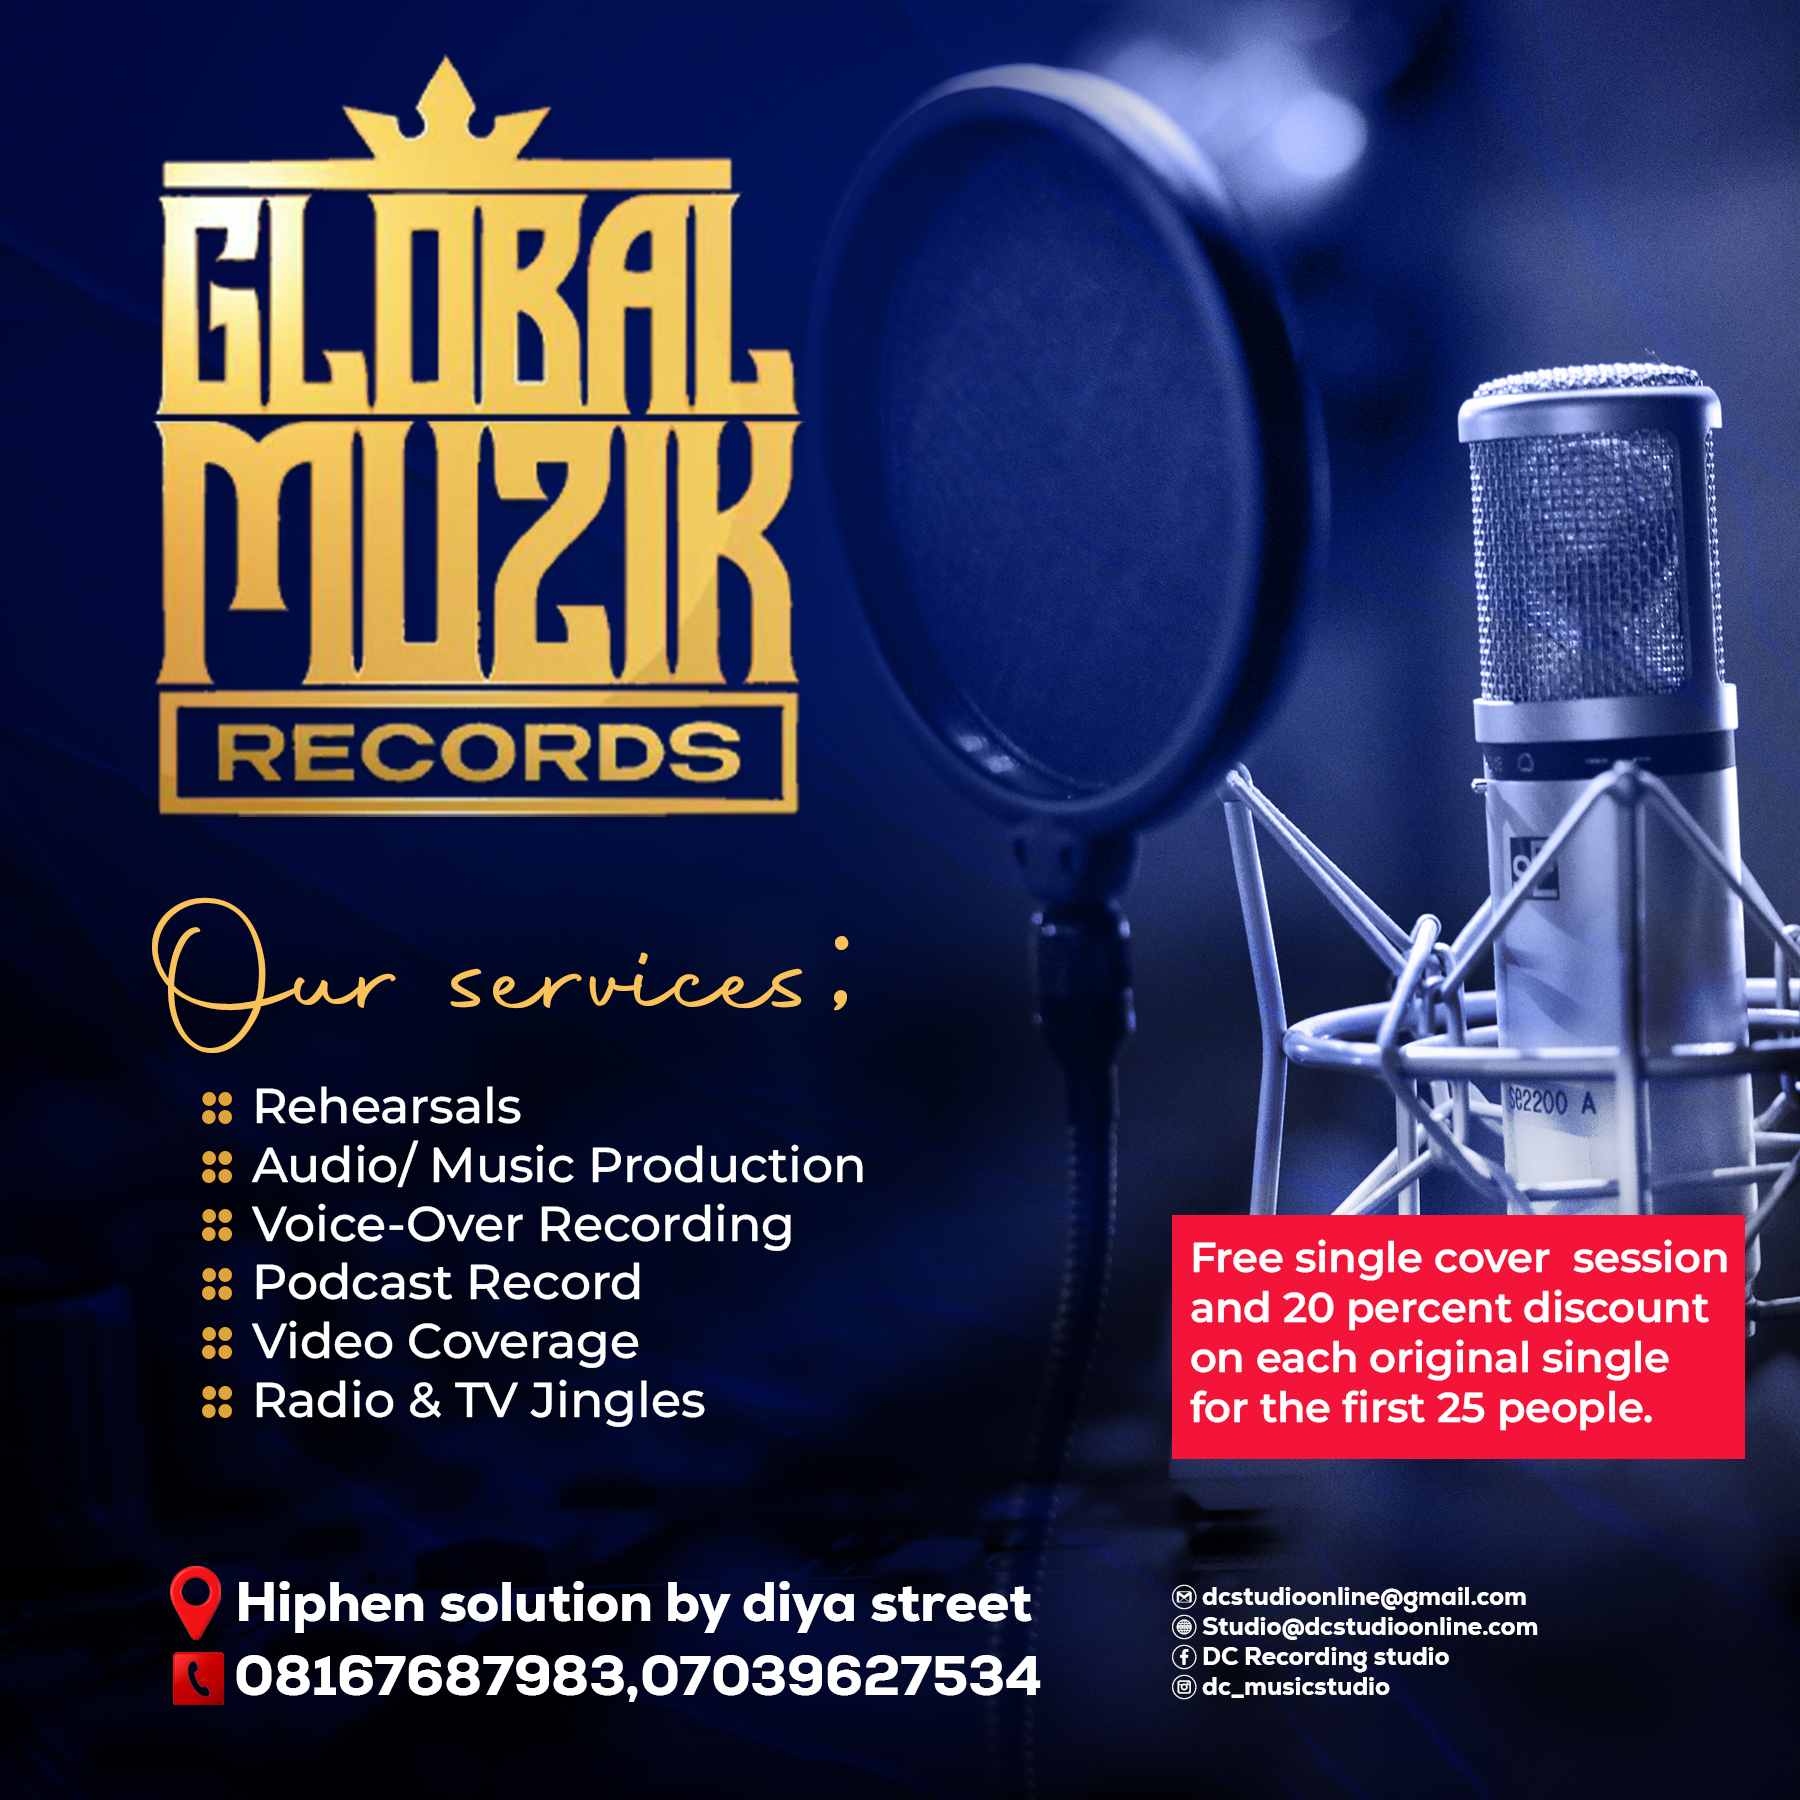 GLOBAL
MUZIK
RECORDS
Our services;
Rehearsals
Audio/ Music Production
Voice-Over Recording
Podcast Record
Video Coverage
Radio & TV Jingles
se2200 A
Free single cover session
and 20 percent discount
on each original single
for the first 25 people.
Hiphen solution by diya street
08167687983,07039627534
dcstudioonline@gmail.com
Studio@dcstudioonline.com
DC Recording studio
dc_musicstudio